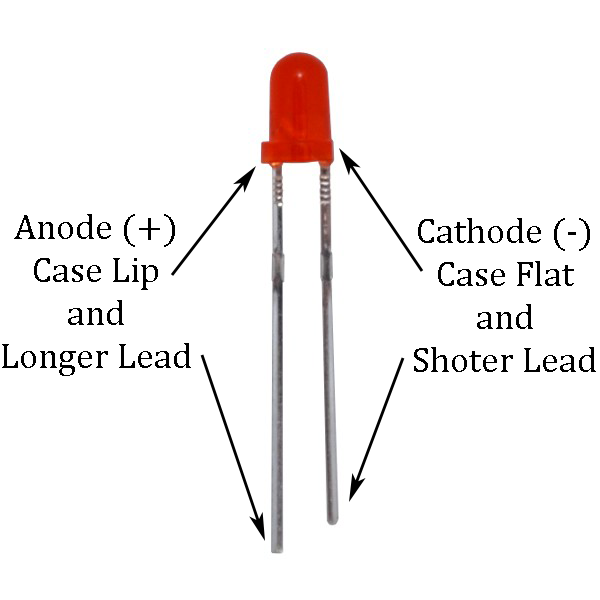 Anode (+)
Case Lip
and
Longer Lead
Cathode (-)
Case Flat
and
Shoter Lead